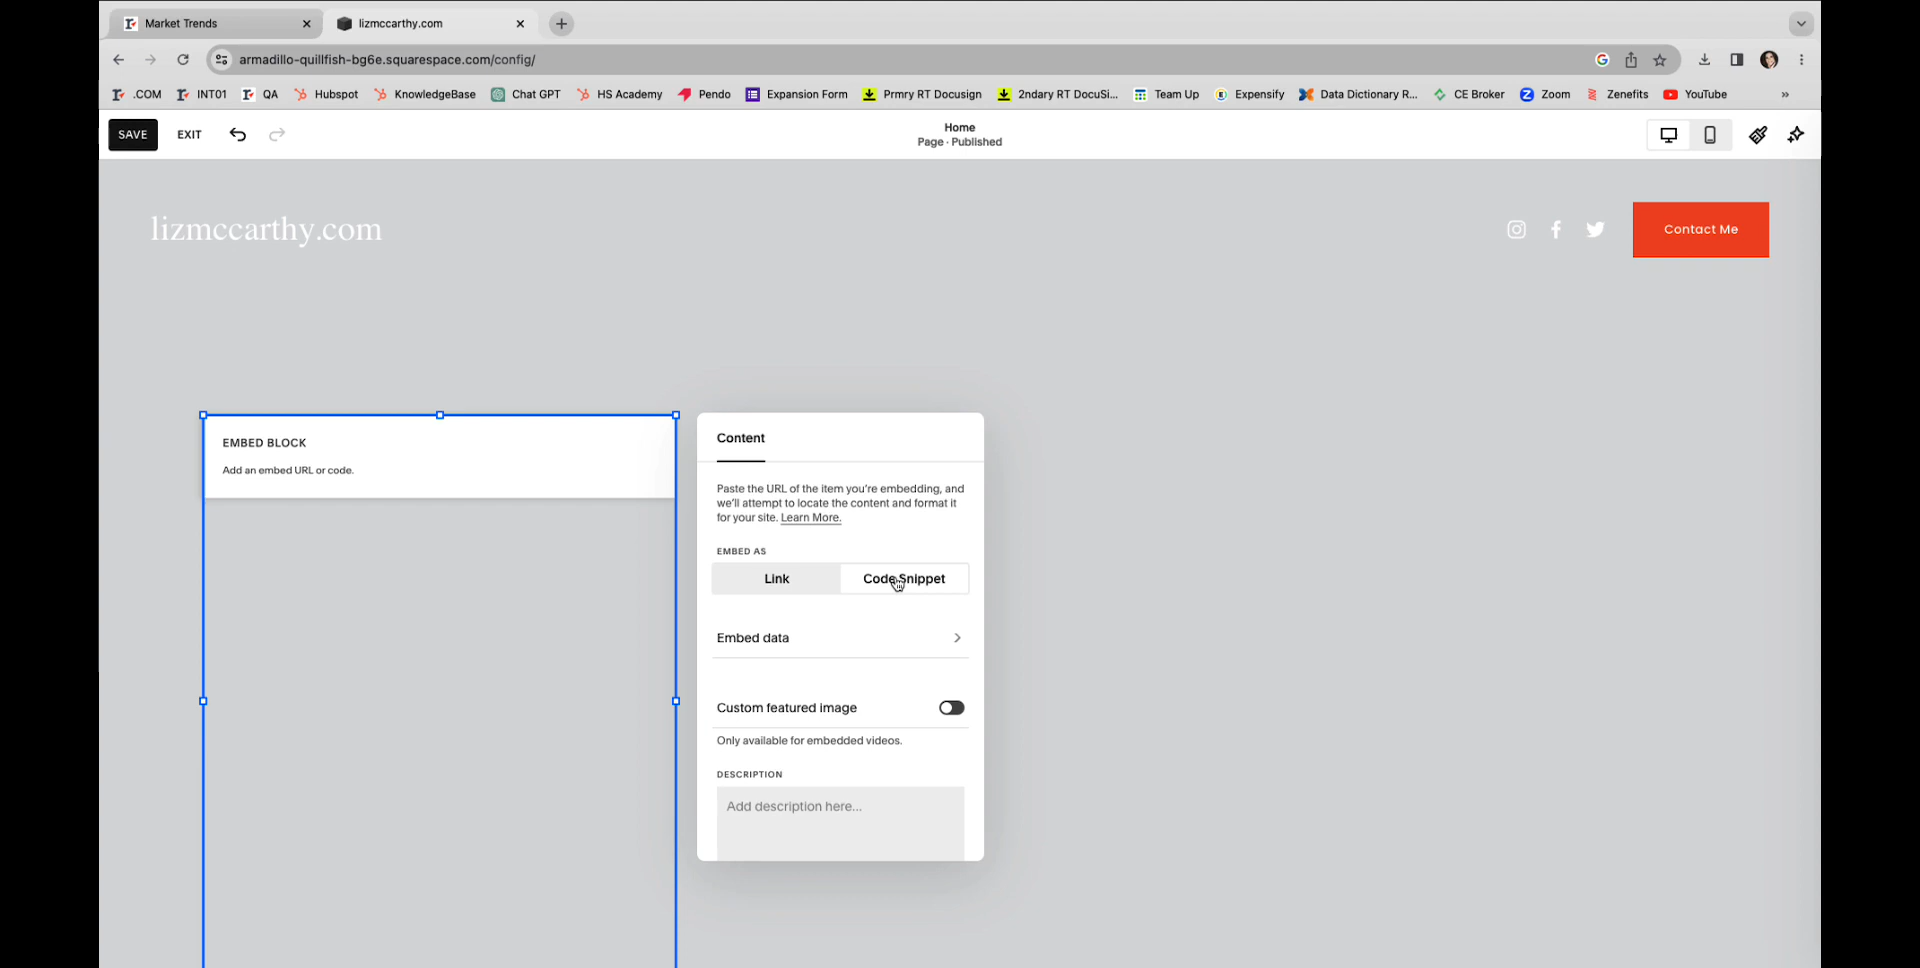 Market Trends
lizmccarthy.com
armadillo-quillfish-bg6e.squarespace.com/config/
.COM INT01 QA Hubspot KnowledgeBase Chat GPT HS Academy Pendo Expansion Form Prmry RT Docusign 2ndary RT DocuSi... Team Up Expensify Data Dictionary R... CE Broker Zoom Zenefits YouTube »
SAVE EXIT
Home
Page · Published
lizmccarthy.com
Contact Me
EMBED BLOCK
Add an embed URL or code.
Content
Paste the URL of the item you're embedding, and
we'll attempt to locate the content and format it
for your site. Learn More.
EMBED AS
Link Code Snippet
Embed data
Custom featured image
Only available for embedded videos.
DESCRIPTION
Add description here...